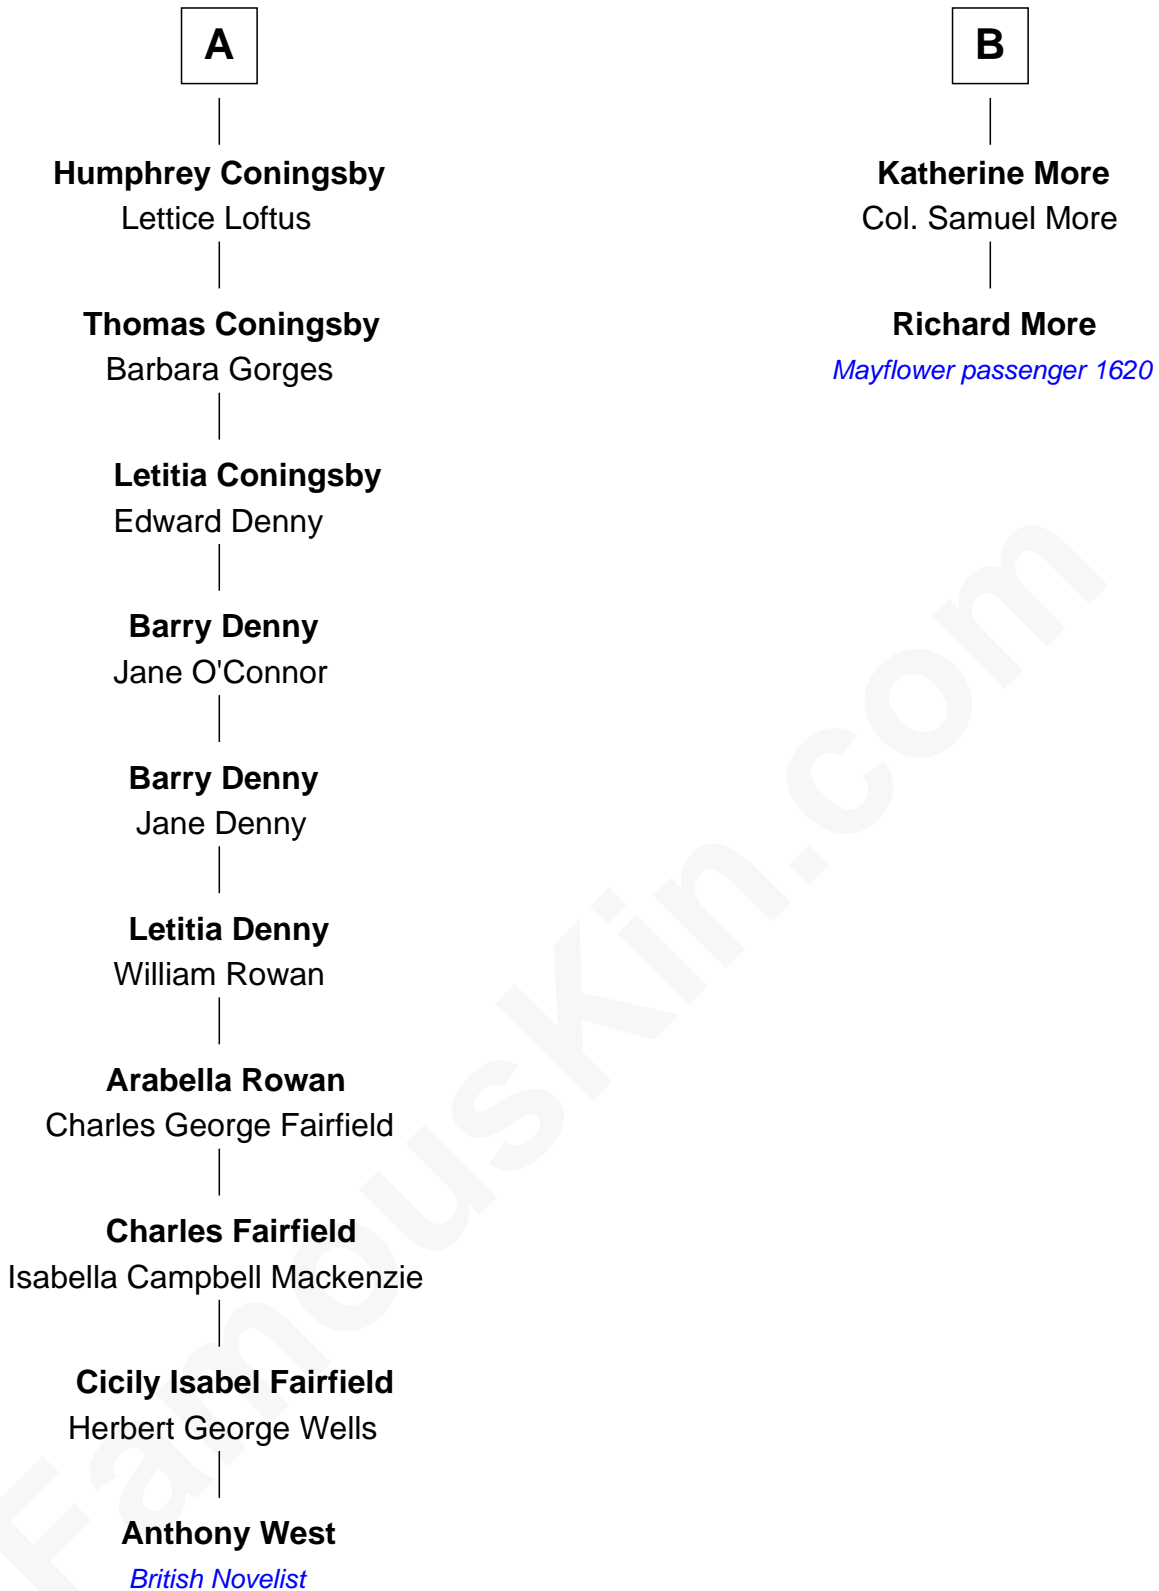 A
Humphrey Coningsby
Lettice Loftus
Thomas Coningsby
Barbara Gorges
Letitia Coningsby
Edward Denny
Barry Denny
Jane O'Connor
Barry Denny
Jane Denny
Letitia Denny
William Rowan
Arabella Rowan
Charles George Fairfield
Charles Fairfield
Isabella Campbell Mackenzie
Cicily Isabel Fairfield
Herbert George Wells
Anthony West
British Novelist
B
Katherine More
Col. Samuel More
Richard More
Mayflower passenger 1620
FamousKin.com